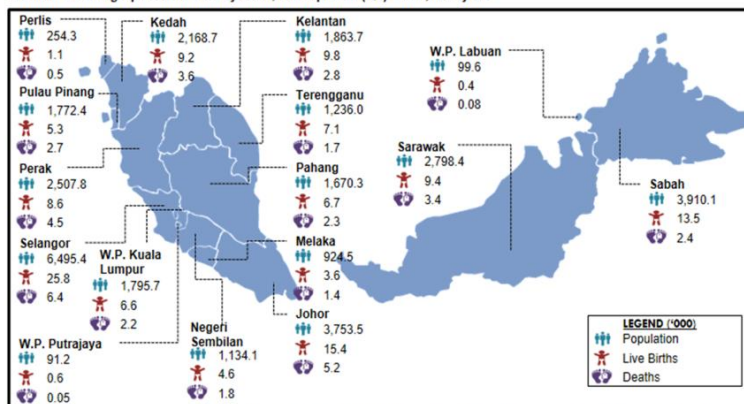 Perlis
254.3
1.1
0.5
Kedah
2,168.7
9.2
3.6
Kelantan
1,863.7
9.8
2.8
Pulau Pinang
1,772.4
5.3
2.7
Terengganu
1,236.0
7.1
1.7
Perak
2,507.8
8.6
4.5
Pahang
1,670.3
6.7
2.3
Selangor
6,495.4
25.8
6.4
W.P. Kuala
Lumpur
1,795.7
6.6
2.2
Melaka
924.5
3.6
1.4
W.P. Putrajaya
91.2
0.6
0.05
Negeri
Sembilan
1,134.1
4.6
1.8
Johor
3,753.5
15.4
5.2
W.P. Labuan
99.6
0.4
0.08
Sarawak
2,798.4
9.4
3.4
Sabah
3,910.1
13.5
2.4
LEGEND ('000)
Population
Live Births
Deaths